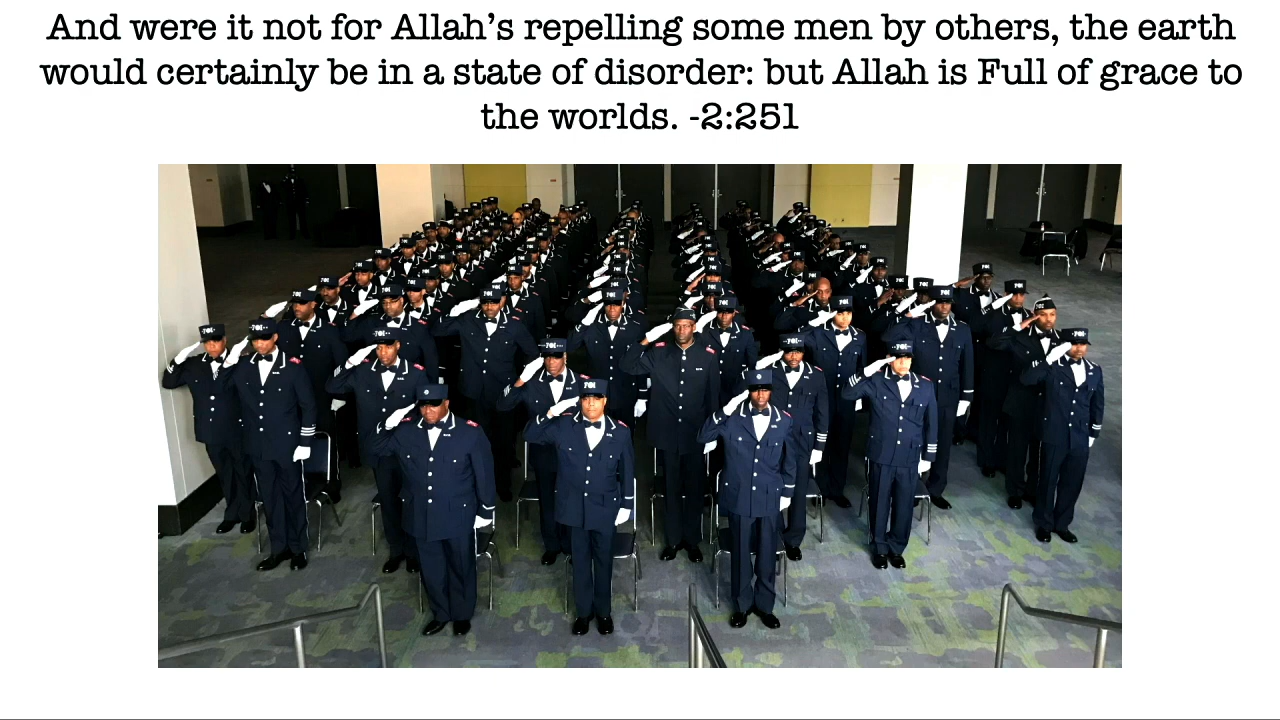 And were it not for Allah’s repelling some men by others, the earth
would certainly be in a state of disorder: but Allah is Full of grace to
the worlds. -2:251